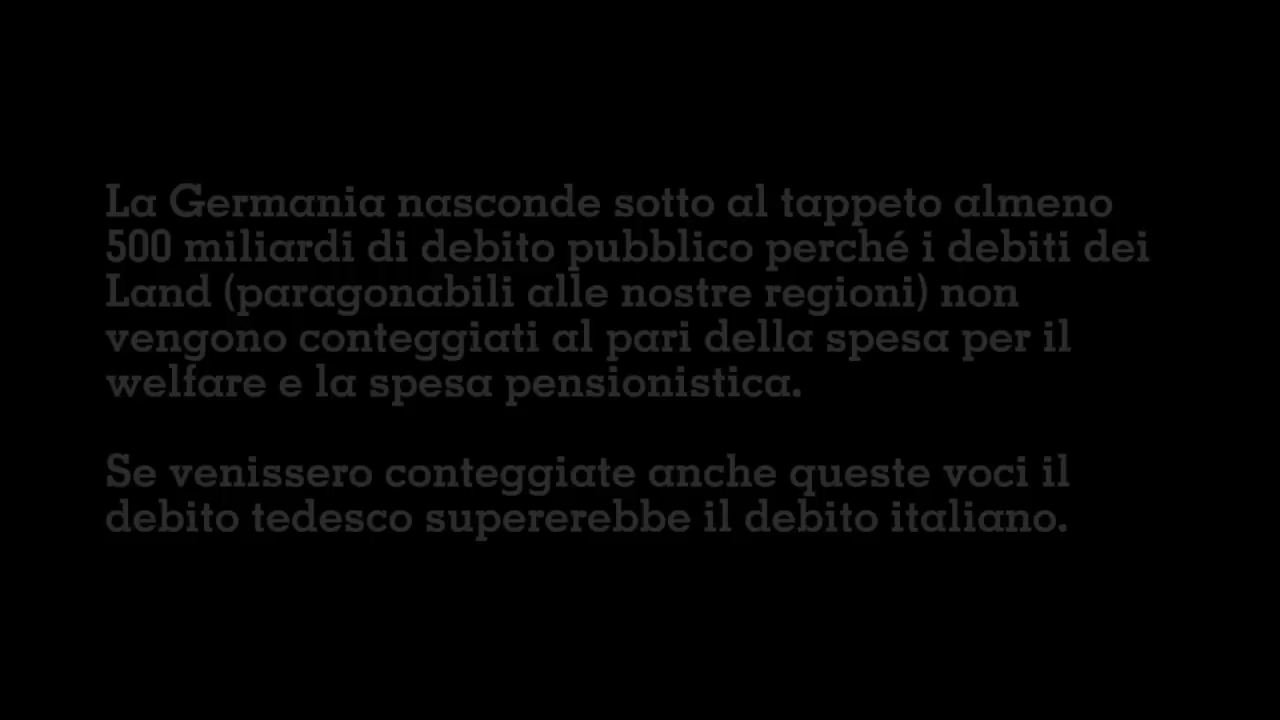 La Germania nasconde sotto al tappeto almeno
500 miliardi di debito pubblico perché i debiti dei
Land (paragonabili alle nostre regioni) non
vengono conteggiati al pari della spesa per il
welfare e la spesa pensionistica.
Se venissero conteggiate anche queste voci il
debito tedesco supererebbe il debito italiano.